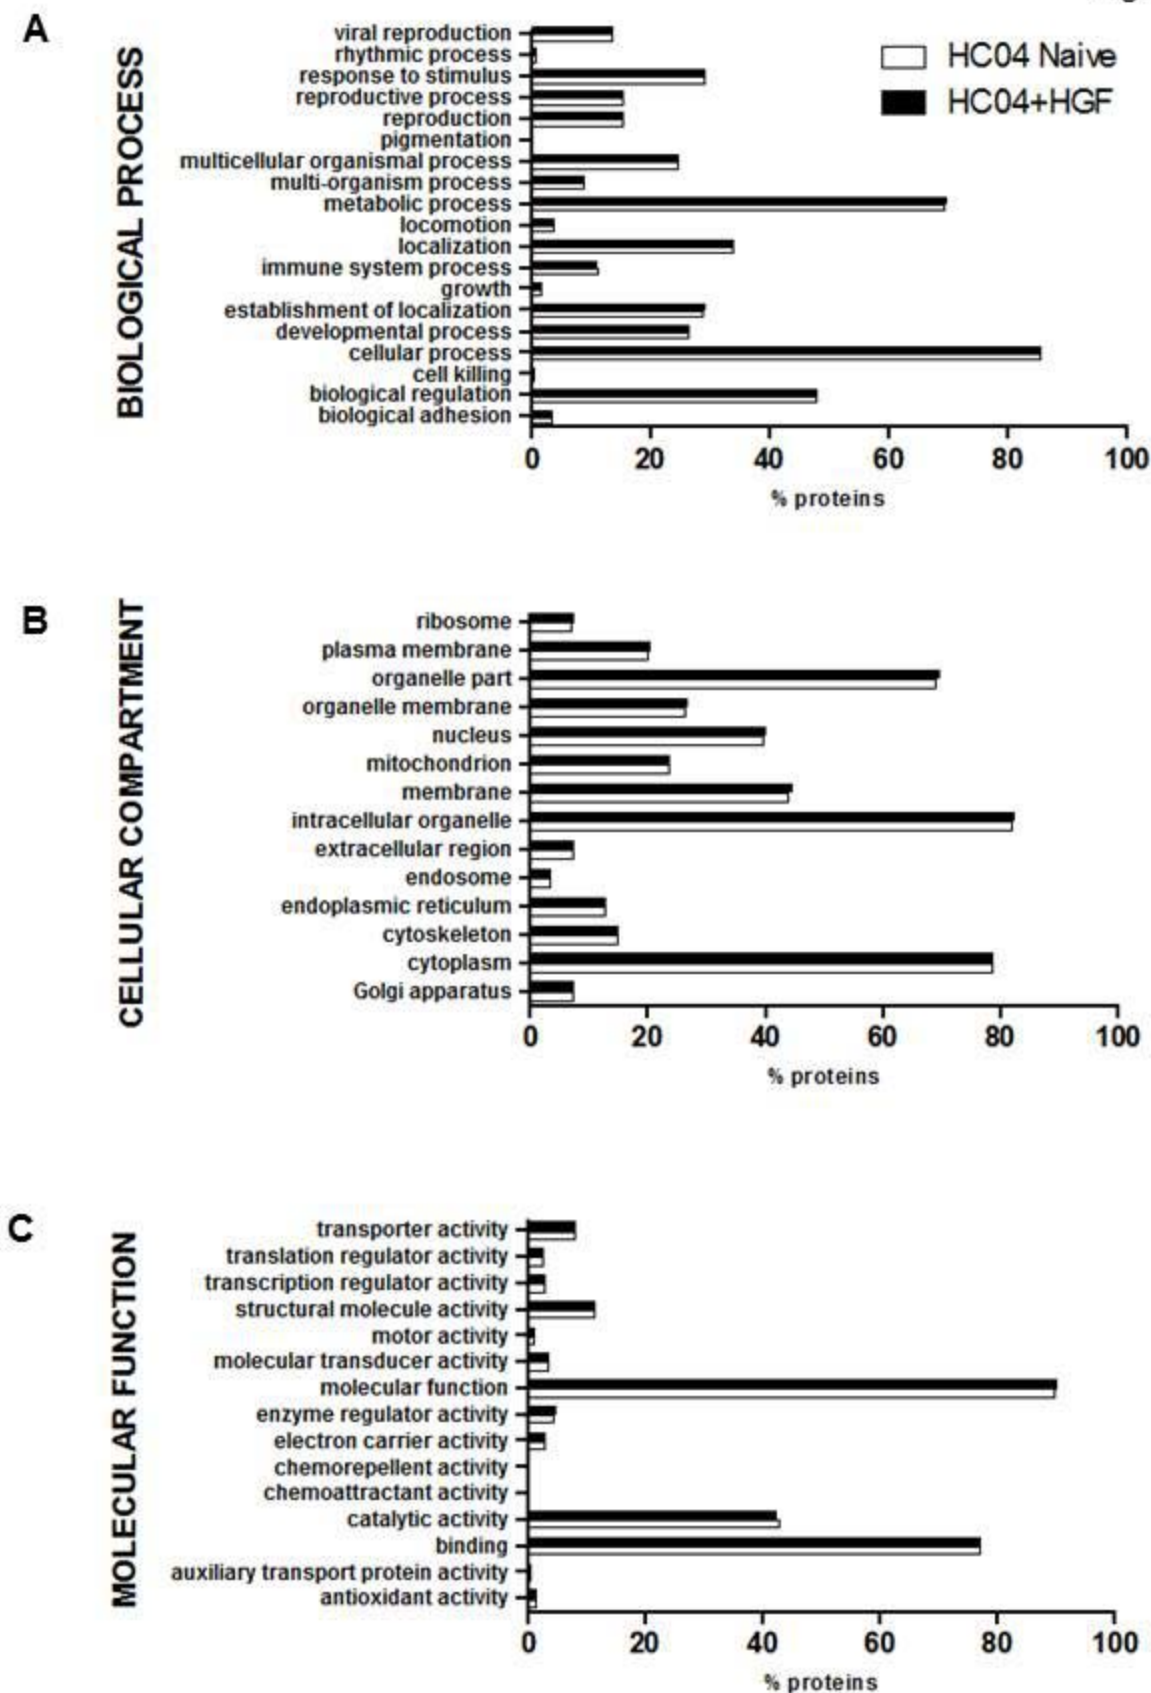 A
BIOLOGICAL PROCESS
viral reproduction
rhythmic process
response to stimulus
reproductive process
reproduction
pigmentation
multicellular organismal process
multi-organism process
metabolic process
locomotion
localization
immune system process
growth
establishment of localization
developmental process
cellular process
cell killing
biological regulation
biological adhesion
HC04 Naive
HC04+HGF
0 20 40 60 80 100
% proteins
B
CELLULAR COMPARTMENT
ribosome
plasma membrane
organelle part
organelle membrane
nucleus
mitochondrion
membrane
intracellular organelle
extracellular region
endosome
endoplasmic reticulum
cytoskeleton
cytoplasm
Golgi apparatus
0 20 40 60 80 100
% proteins
C
MOLECULAR FUNCTION
transporter activity
translation regulator activity
transcription regulator activity
structural molecule activity
motor activity
molecular transducer activity
molecular function
enzyme regulator activity
electron carrier activity
chemorepellent activity
chemoattractant activity
catalytic activity
binding
auxiliary transport protein activity
antioxidant activity
0 20 40 60 80 100
% proteins